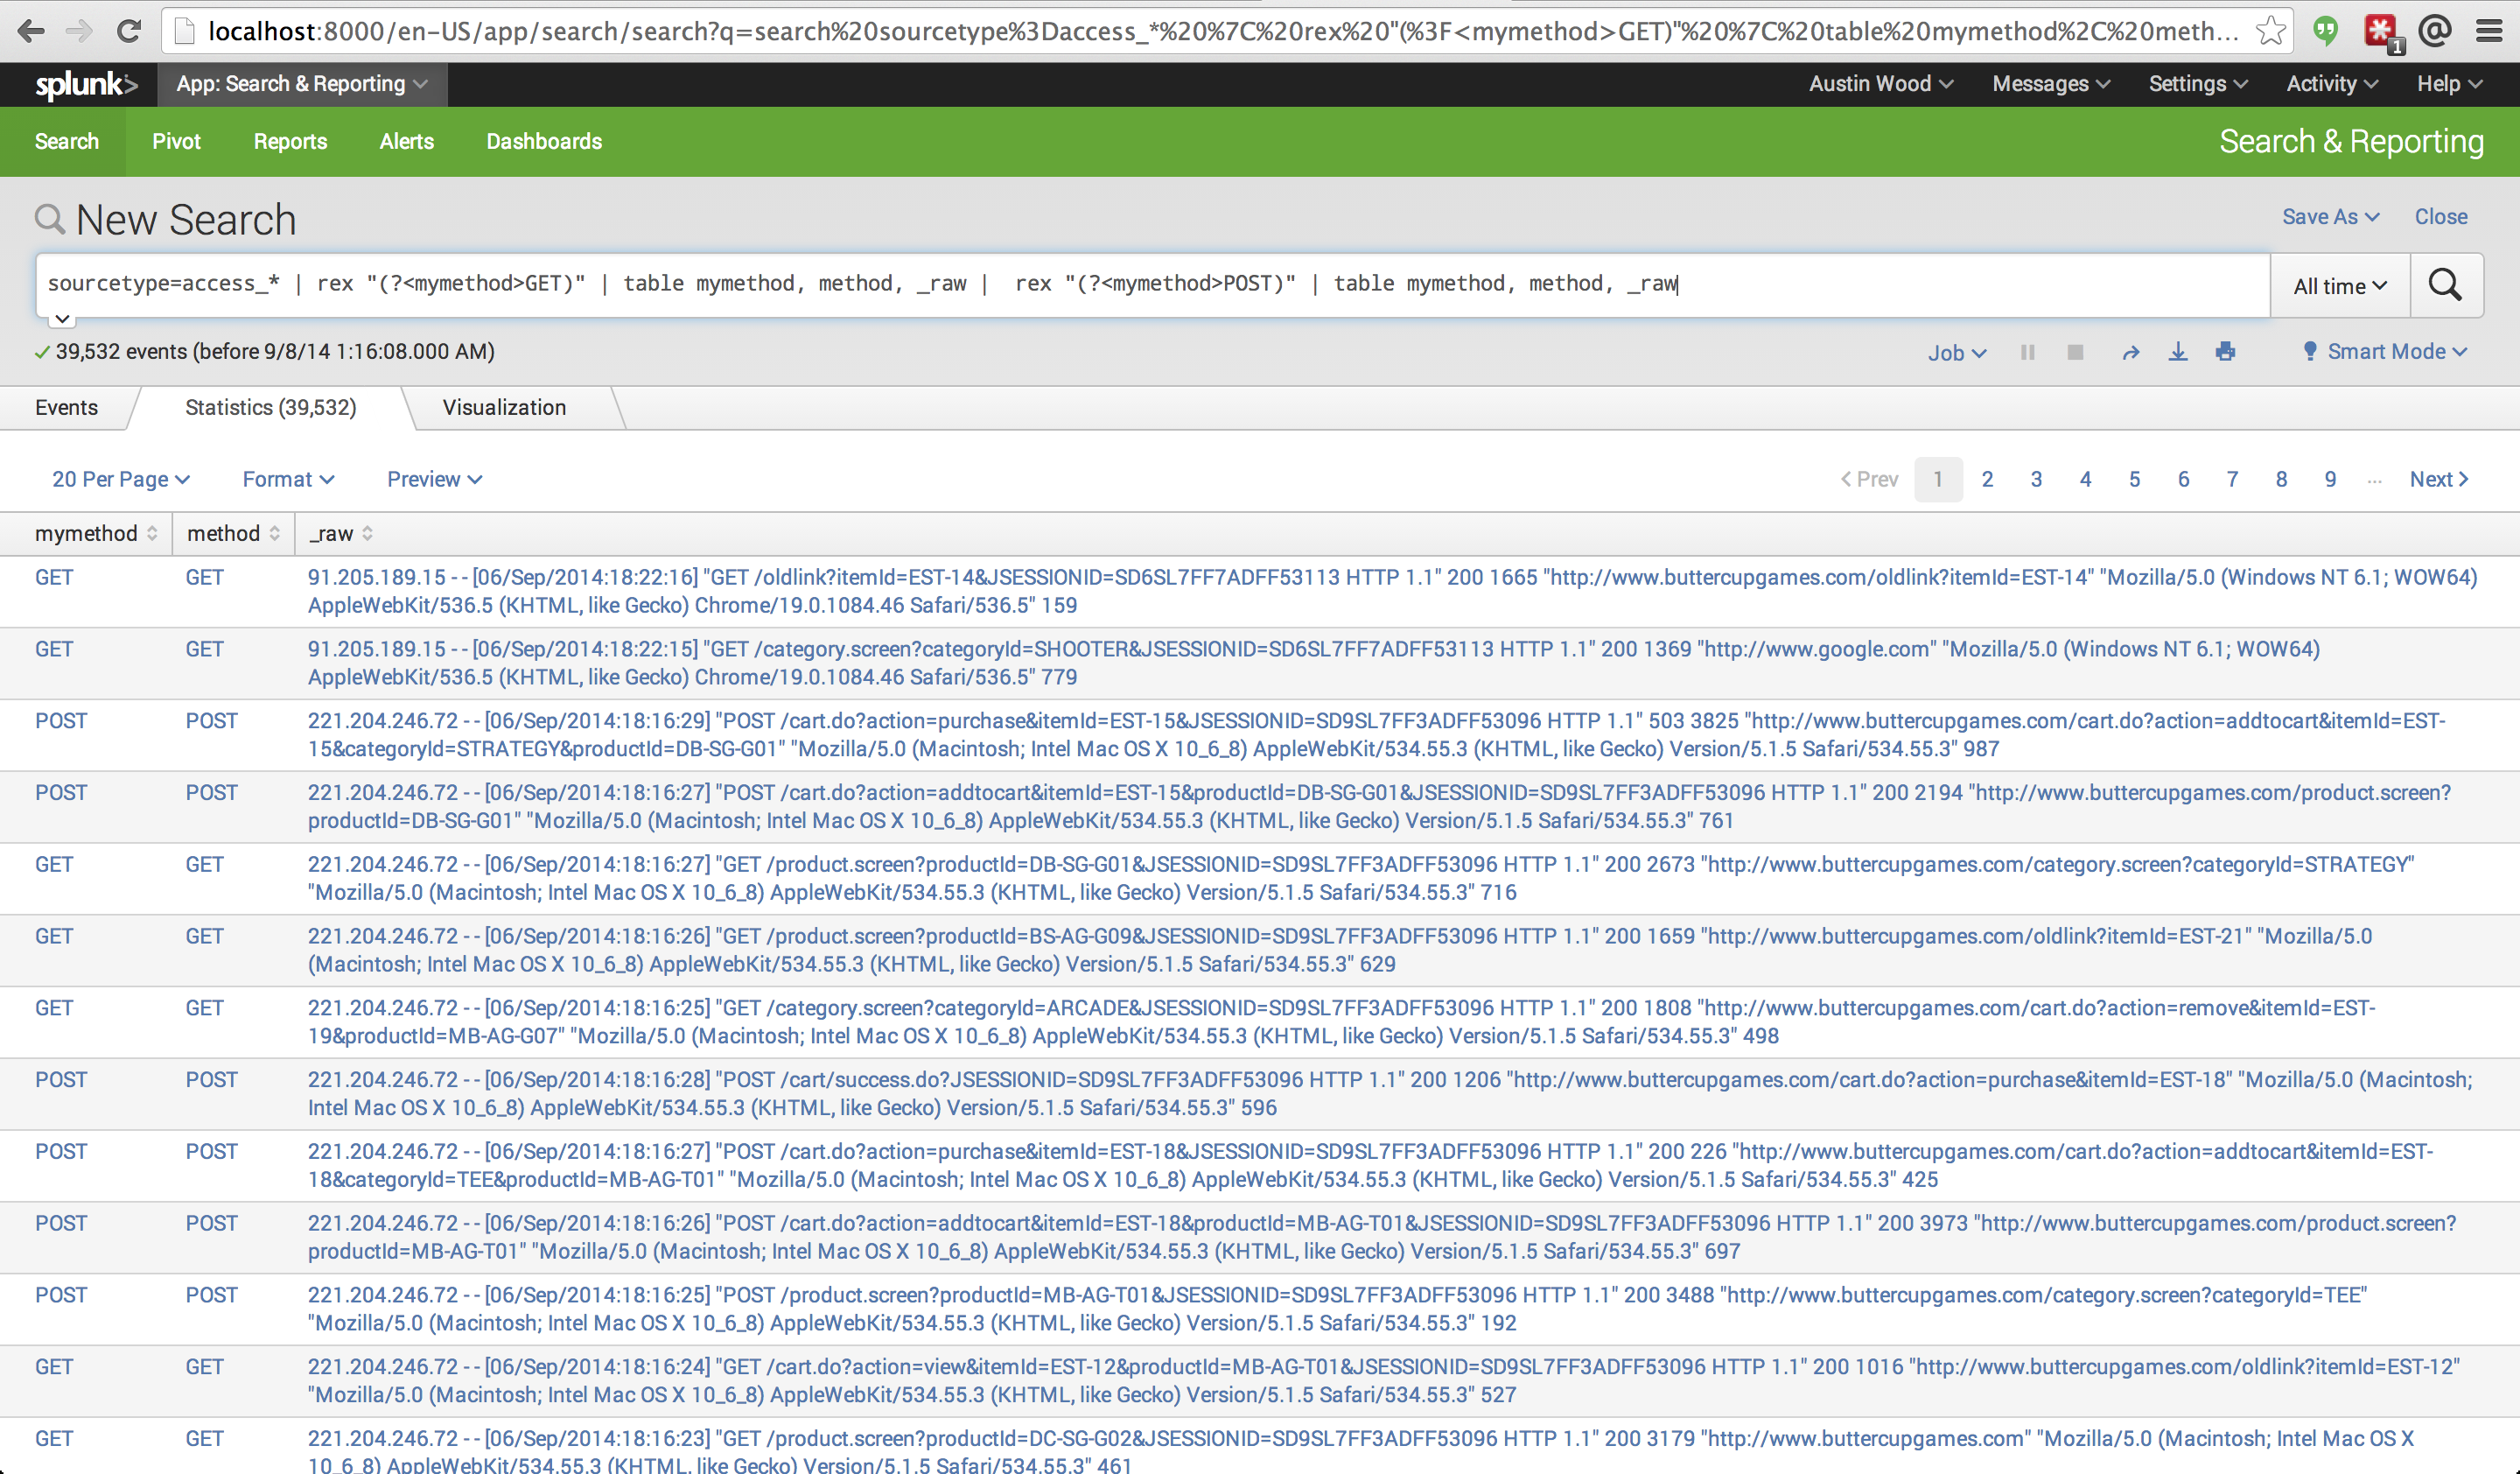 localhost:8000/en-US/app/search/search?q=search%20sourcetype%3Daccess_*%20%7C%20rex%20"(%3F<mymethod>GET)"%20%7C%20table%20mymethod%2C%20meth...
1
splunk> App: Search & Reporting Austin Wood Messages Settings Activity Help
Search Pivot Reports Alerts Dashboards Search & Reporting
New Search Save As Close
sourcetype=access_* | rex "(?<mymethod>GET)" | table mymethod, method, _raw |  rex "(?<mymethod>POST)" | table mymethod, method, _raw All time
39,532 events (before 9/8/14 1:16:08.000 AM) Job Smart Mode
Events Statistics (39,532) Visualization
20 Per Page Format Preview < Prev 1 2 3 4 5 6 7 8 9 ... Next >
mymethod method _raw
GET GET 91.205.189.15 - - [06/Sep/2014:18:22:16] "GET /oldlink?itemId=EST-14&JSESSIONID=SD6SL7FF7ADFF53113 HTTP 1.1" 200 1665 "http://www.buttercupgames.com/oldlink?itemId=EST-14" "Mozilla/5.0 (Windows NT 6.1; WOW64)
AppleWebKit/536.5 (KHTML, like Gecko) Chrome/19.0.1084.46 Safari/536.5" 159
GET GET 91.205.189.15 - - [06/Sep/2014:18:22:15] "GET /category.screen?categoryId=SHOOTER&JSESSIONID=SD6SL7FF7ADFF53113 HTTP 1.1" 200 1369 "http://www.google.com" "Mozilla/5.0 (Windows NT 6.1; WOW64)
AppleWebKit/536.5 (KHTML, like Gecko) Chrome/19.0.1084.46 Safari/536.5" 779
POST POST 221.204.246.72 - - [06/Sep/2014:18:16:29] "POST /cart.do?action=purchase&itemId=EST-15&JSESSIONID=SD9SL7FF3ADFF53096 HTTP 1.1" 503 3825 "http://www.buttercupgames.com/cart.do?action=addtocart&itemId=EST-
15&categoryId=STRATEGY&productId=DB-SG-G01" "Mozilla/5.0 (Macintosh; Intel Mac OS X 10_6_8) AppleWebKit/534.55.3 (KHTML, like Gecko) Version/5.1.5 Safari/534.55.3" 987
POST POST 221.204.246.72 - - [06/Sep/2014:18:16:27] "POST /cart.do?action=addtocart&itemId=EST-15&productId=DB-SG-G01&JSESSIONID=SD9SL7FF3ADFF53096 HTTP 1.1" 200 2194 "http://www.buttercupgames.com/product.screen?
productId=DB-SG-G01" "Mozilla/5.0 (Macintosh; Intel Mac OS X 10_6_8) AppleWebKit/534.55.3 (KHTML, like Gecko) Version/5.1.5 Safari/534.55.3" 761
GET GET 221.204.246.72 - - [06/Sep/2014:18:16:27] "GET /product.screen?productId=DB-SG-G01&JSESSIONID=SD9SL7FF3ADFF53096 HTTP 1.1" 200 2673 "http://www.buttercupgames.com/category.screen?categoryId=STRATEGY"
"Mozilla/5.0 (Macintosh; Intel Mac OS X 10_6_8) AppleWebKit/534.55.3 (KHTML, like Gecko) Version/5.1.5 Safari/534.55.3" 716
GET GET 221.204.246.72 - - [06/Sep/2014:18:16:26] "GET /product.screen?productId=BS-AG-G09&JSESSIONID=SD9SL7FF3ADFF53096 HTTP 1.1" 200 1659 "http://www.buttercupgames.com/oldlink?itemId=EST-21" "Mozilla/5.0
(Macintosh; Intel Mac OS X 10_6_8) AppleWebKit/534.55.3 (KHTML, like Gecko) Version/5.1.5 Safari/534.55.3" 629
GET GET 221.204.246.72 - - [06/Sep/2014:18:16:25] "GET /category.screen?categoryId=ARCADE&JSESSIONID=SD9SL7FF3ADFF53096 HTTP 1.1" 200 1808 "http://www.buttercupgames.com/cart.do?action=remove&itemId=EST-
19&productId=MB-AG-G07" "Mozilla/5.0 (Macintosh; Intel Mac OS X 10_6_8) AppleWebKit/534.55.3 (KHTML, like Gecko) Version/5.1.5 Safari/534.55.3" 498
POST POST 221.204.246.72 - - [06/Sep/2014:18:16:28] "POST /cart/success.do?JSESSIONID=SD9SL7FF3ADFF53096 HTTP 1.1" 200 1206 "http://www.buttercupgames.com/cart.do?action=purchase&itemId=EST-18" "Mozilla/5.0 (Macintosh;
Intel Mac OS X 10_6_8) AppleWebKit/534.55.3 (KHTML, like Gecko) Version/5.1.5 Safari/534.55.3" 596
POST POST 221.204.246.72 - - [06/Sep/2014:18:16:27] "POST /cart.do?action=purchase&itemId=EST-18&JSESSIONID=SD9SL7FF3ADFF53096 HTTP 1.1" 200 226 "http://www.buttercupgames.com/cart.do?action=addtocart&itemId=EST-
18&categoryId=TEE&productId=MB-AG-T01" "Mozilla/5.0 (Macintosh; Intel Mac OS X 10_6_8) AppleWebKit/534.55.3 (KHTML, like Gecko) Version/5.1.5 Safari/534.55.3" 425
POST POST 221.204.246.72 - - [06/Sep/2014:18:16:26] "POST /cart.do?action=addtocart&itemId=EST-18&productId=MB-AG-T01&JSESSIONID=SD9SL7FF3ADFF53096 HTTP 1.1" 200 3973 "http://www.buttercupgames.com/product.screen?
productId=MB-AG-T01" "Mozilla/5.0 (Macintosh; Intel Mac OS X 10_6_8) AppleWebKit/534.55.3 (KHTML, like Gecko) Version/5.1.5 Safari/534.55.3" 697
POST POST 221.204.246.72 - - [06/Sep/2014:18:16:25] "POST /product.screen?productId=MB-AG-T01&JSESSIONID=SD9SL7FF3ADFF53096 HTTP 1.1" 200 3488 "http://www.buttercupgames.com/category.screen?categoryId=TEE"
"Mozilla/5.0 (Macintosh; Intel Mac OS X 10_6_8) AppleWebKit/534.55.3 (KHTML, like Gecko) Version/5.1.5 Safari/534.55.3" 192
GET GET 221.204.246.72 - - [06/Sep/2014:18:16:24] "GET /cart.do?action=view&itemId=EST-12&productId=MB-AG-T01&JSESSIONID=SD9SL7FF3ADFF53096 HTTP 1.1" 200 1016 "http://www.buttercupgames.com/oldlink?itemId=EST-12"
"Mozilla/5.0 (Macintosh; Intel Mac OS X 10_6_8) AppleWebKit/534.55.3 (KHTML, like Gecko) Version/5.1.5 Safari/534.55.3" 527
GET GET 221.204.246.72 - - [06/Sep/2014:18:16:23] "GET /product.screen?productId=DC-SG-G02&JSESSIONID=SD9SL7FF3ADFF53096 HTTP 1.1" 200 3179 "http://www.buttercupgames.com" "Mozilla/5.0 (Macintosh; Intel Mac OS X
10_6_8) AppleWebKit/534.55.3 (KHTML, like Gecko) Version/5.1.5 Safari/534.55.3" 461